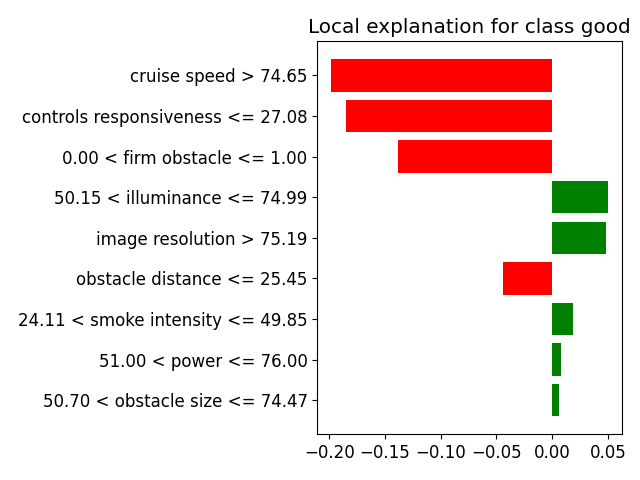 Local explanation for class good
cruise speed > 74.65
controls responsiveness <= 27.08
0.00 < firm obstacle <= 1.00
50.15 < illuminance <= 74.99
image resolution > 75.19
obstacle distance <= 25.45
24.11 < smoke intensity <= 49.85
51.00 < power <= 76.00
50.70 < obstacle size <= 74.47
−0.20 −0.15 −0.10 −0.05 0.00 0.05